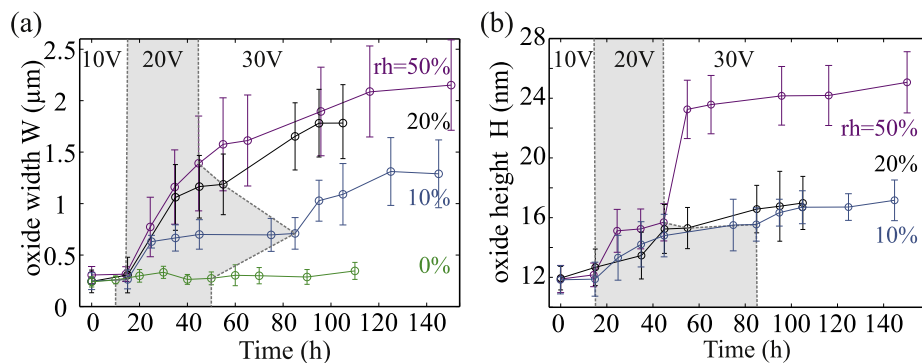 (a)
10V 20V 30V
rh=50%
20%
10%
0%
2.5
2
1.5
1
0.5
0
oxide width W (μm)
0 20 40 60 80 100 120 140
Time (h)
(b)
10V 20V 30V
rh=50%
20%
10%
28
24
20
16
12
oxide height H (nm)
0 20 40 60 80 100 120 140
Time (h)